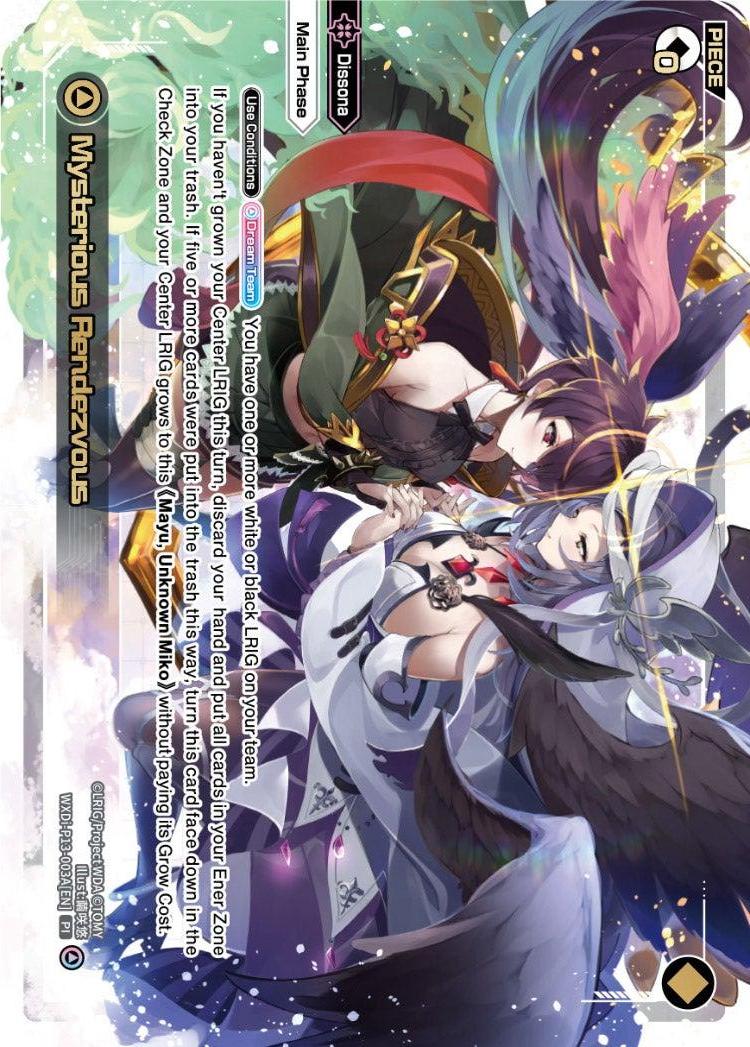 PIECE
0
Dissona
Main Phase
Use Conditions Dream Team You have one or more white or black LRIG on your team.
If you haven't grown your Center LRIG this turn, discard your hand and put all cards in your Ener Zone
into your trash. If five or more cards were put into the trash this way, turn this card face down in the
Check Zone and your Center LRIG grows to this 《Mayu, Unknown Miko》 without paying its Grow Cost.
Mysterious Rendezvous
©LRIG/Project WDA ©TOMY
Illust:
WXDi-P13-003A[EN] PI